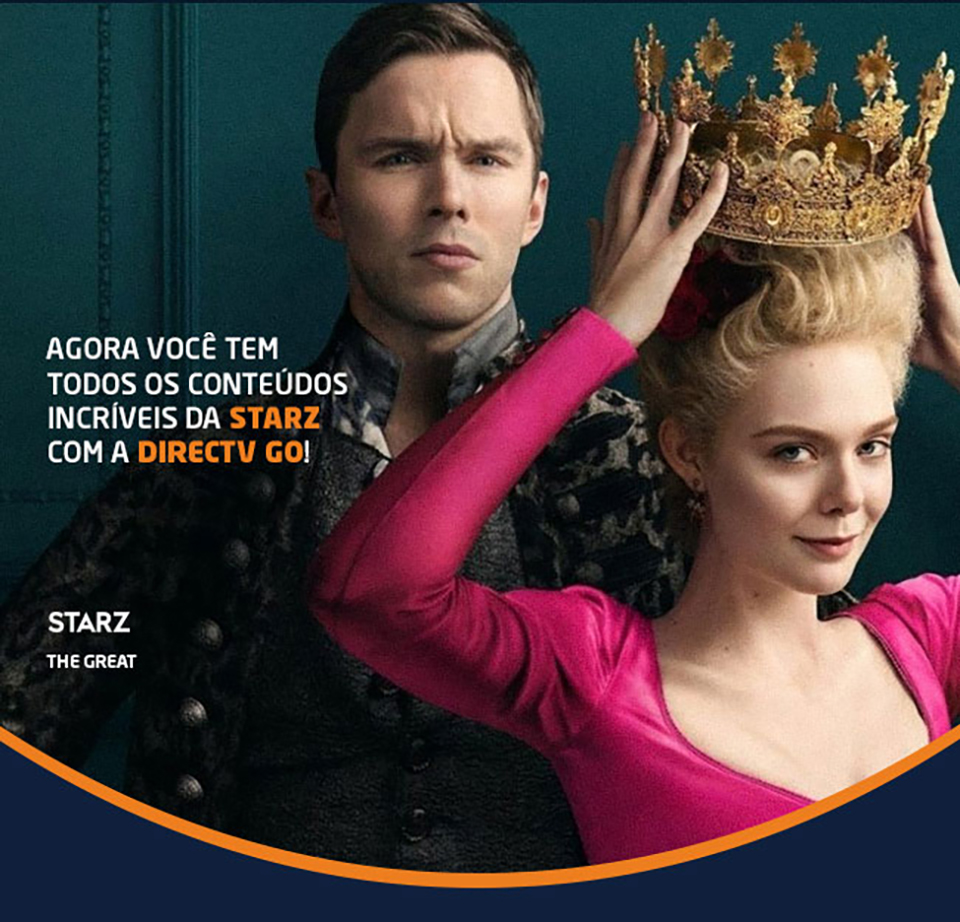 AGORA VOCÊ TEM
TODOS OS CONTEÚDOS
INCRÍVEIS DA STARZ
COM A DIRECTV GO!
STARZ
THE GREAT